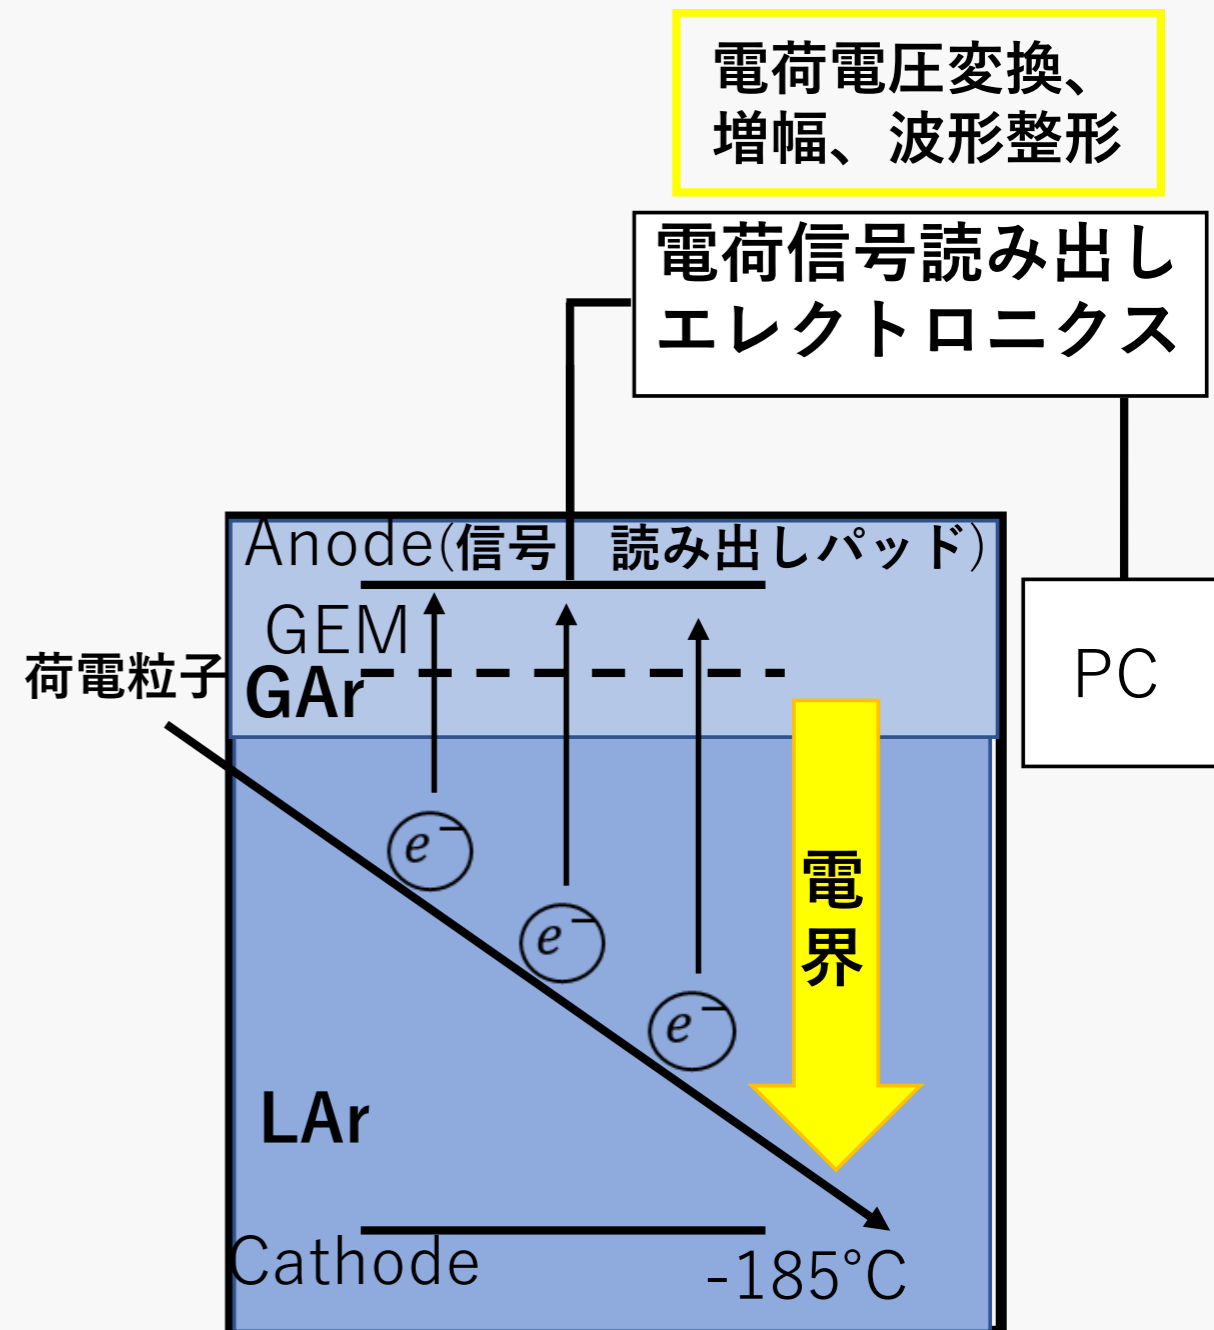 電荷電圧変換、
増幅、波形整形
電荷信号読み出し
エレクトロニクス
Anode(信号 読み出しパッド)
GEM
荷電粒子
GAr
PC
e⁻
e⁻
e⁻
電
界
LAr
Cathode
-185°C